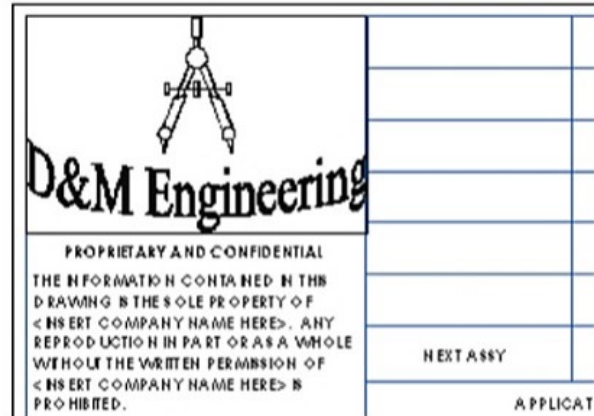 D&M Engineering
PROPRIETARY AND CONFIDENTIAL
THE INFORMATION CONTAINED IN THIS
DRAWING IS THE SOLE PROPERTY OF
<INSERT COMPANY NAME HERE>. ANY
REPRODUCTION IN PART OR AS A WHOLE
WITHOUT THE WRITTEN PERMISSION OF
<INSERT COMPANY NAME HERE> IS
PROHIBITED.
NEXT ASSY
APPLICAT